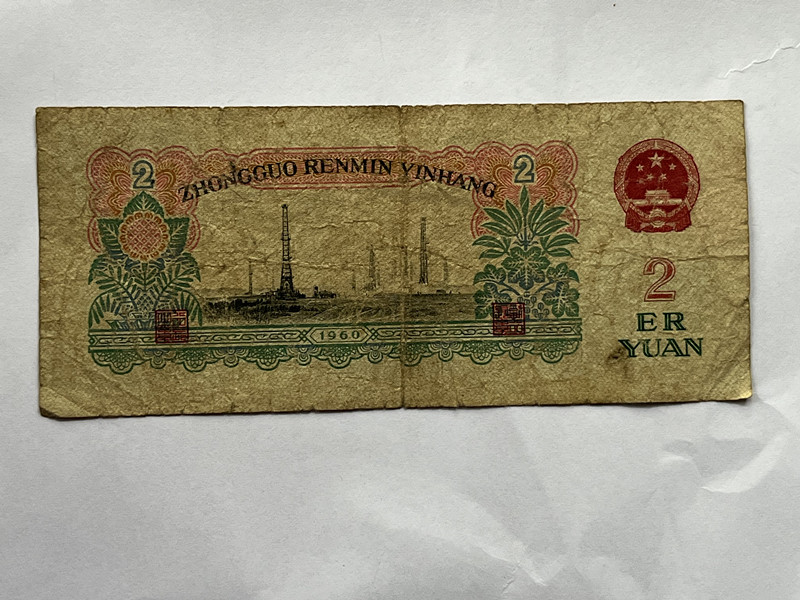 2
ZHONGGUO RENMIN YINHANG
2
1960
2
ER
YUAN